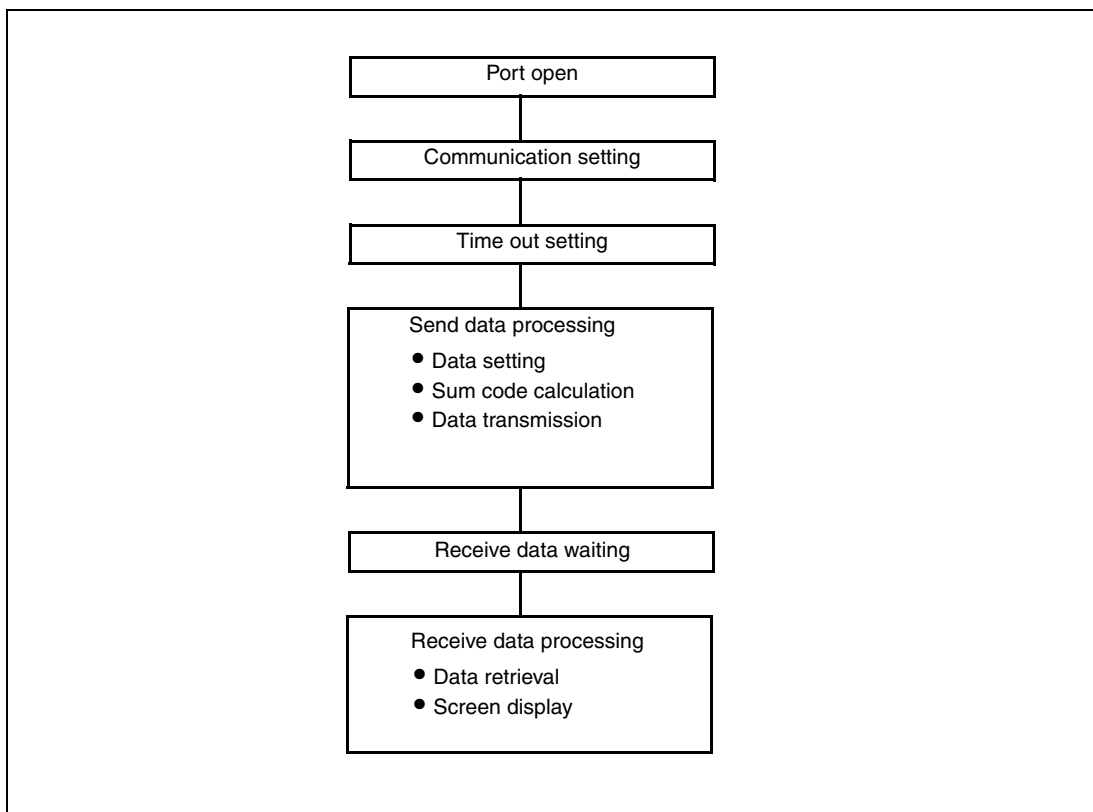 Port open
Communication setting
Time out setting
Send data processing
● Data setting
● Sum code calculation
● Data transmission
Receive data waiting
Receive data processing
● Data retrieval
● Screen display